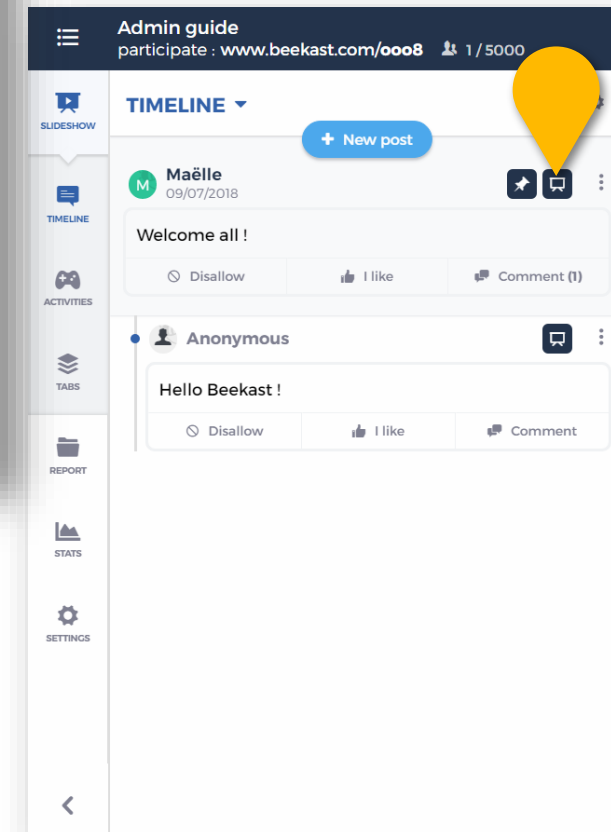 Admin guide
participate : www.beekast.com/ooo8 1 / 5000
SLIDESHOW
TIMELINE
+ New post
M
Maëlle
09/07/2018
TIMELINE
Welcome all !
Disallow I like Comment (1)
ACTIVITIES
Anonymous
TABS
Hello Beekast !
Disallow I like Comment
REPORT
STATS
SETTINGS